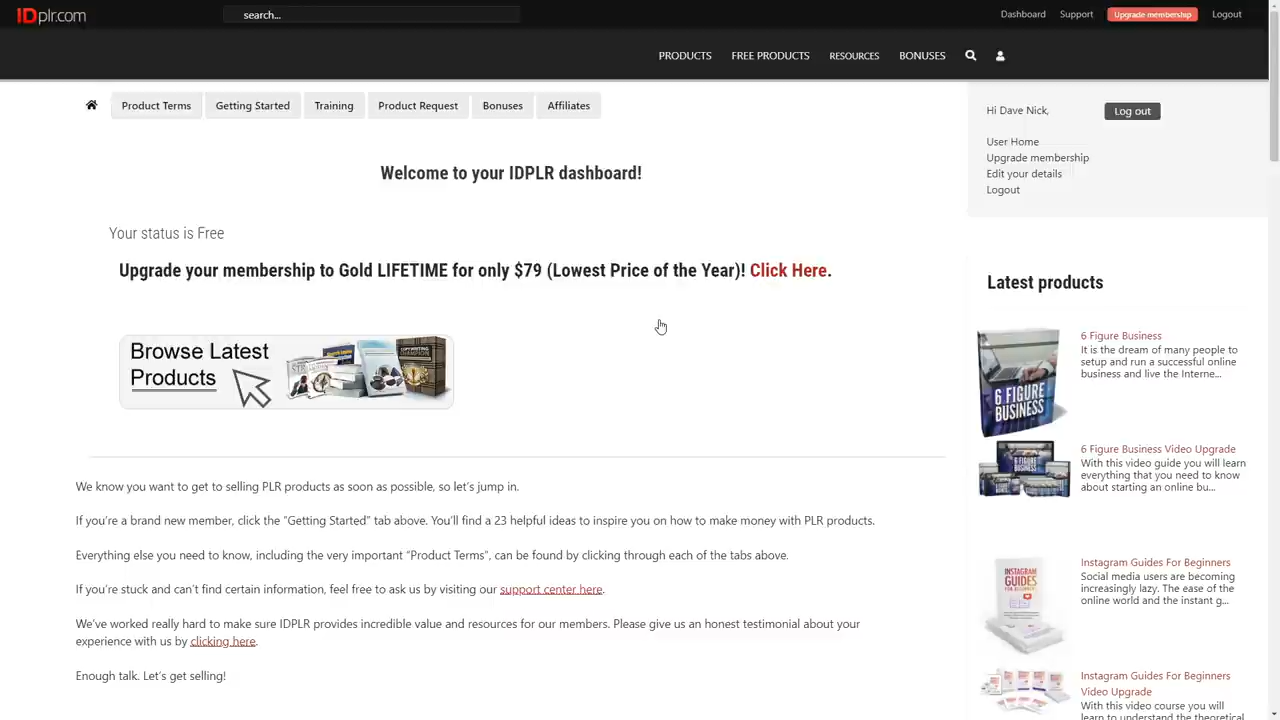 IDplr.com
search...
Dashboard
Support
Upgrade membership
Logout
PRODUCTS
FREE PRODUCTS
RESOURCES
BONUSES
Product Terms
Getting Started
Training
Product Request
Bonuses
Affiliates
Hi Dave Nick,
Log out
User Home
Upgrade membership
Edit your details
Logout
Welcome to your IDPLR dashboard!
Your status is Free
Upgrade your membership to Gold LIFETIME for only $79 (Lowest Price of the Year)! Click Here.
Browse Latest
Products
We know you want to get to selling PLR products as soon as possible, so let's jump in.
If you're a brand new member, click the "Getting Started" tab above. You'll find a 23 helpful ideas to inspire you on how to make money with PLR products.
Everything else you need to know, including the very important "Product Terms", can be found by clicking through each of the tabs above.
If you're stuck and can't find certain information, feel free to ask us by visiting our support center here.
We've worked really hard to make sure IDPLR provides incredible value and resources for our members. Please give us an honest testimonial about your
experience with us by clicking here.
Enough talk. Let's get selling!
Latest products
6 FIGURE
BUSINESS
6 Figure Business
It is the dream of many people to
setup and run a successful online
business and live the Interne...
6 Figure Business Video Upgrade
With this video guide you will learn
everything that you need to know
about starting an online bu...
INSTAGRAM
GUIDES
Instagram Guides For Beginners
Social media users are becoming
increasingly lazy. The ease of the
online world and the instant g...
Instagram Guides For Beginners
Video Upgrade
With this video course you will
learn to understand the theoretical